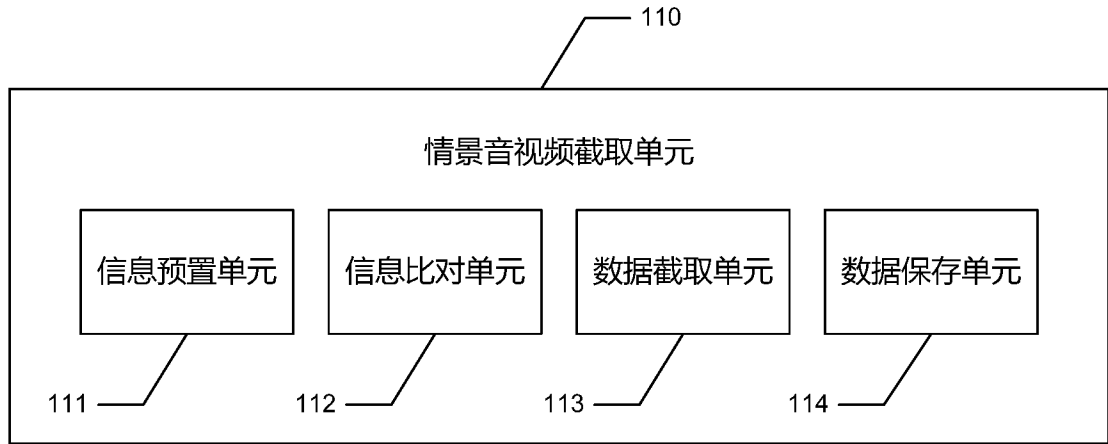 110
情景音视频截取单元
信息预置单元
信息比对单元
数据截取单元
数据保存单元
111
112
113
114